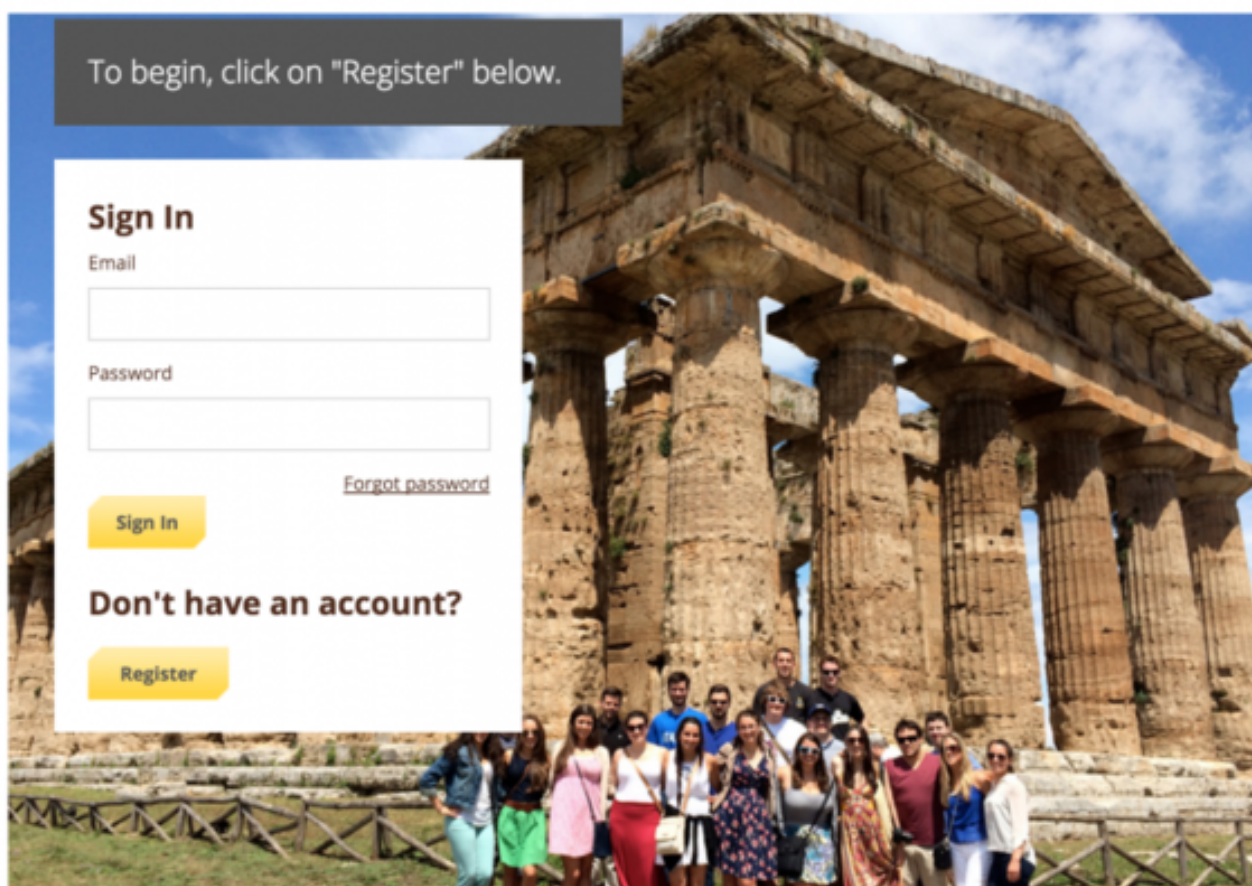 To begin, click on "Register" below.
Sign In
Email
Password
Forgot password
Sign In
Don't have an account?
Register